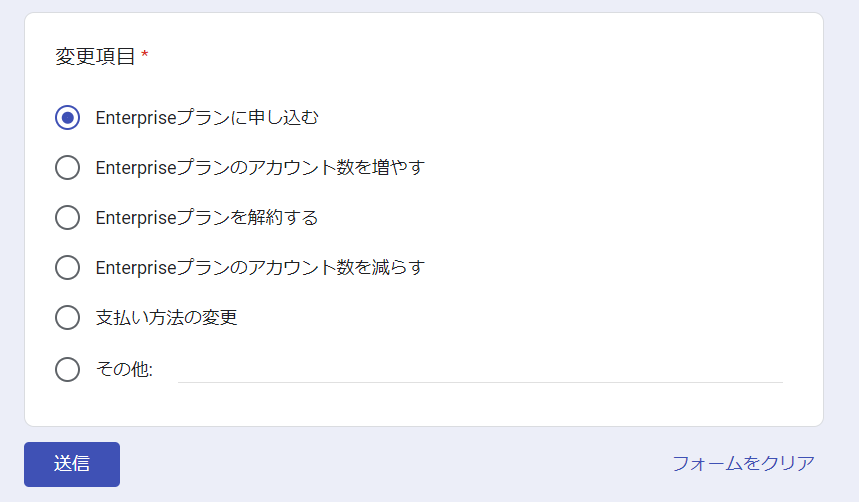 変更項目 *
Enterpriseプランに申し込む
Enterpriseプランのアカウント数を増やす
Enterpriseプランを解約する
Enterpriseプランのアカウント数を減らす
支払い方法の変更
その他:
送信
フォームをクリア